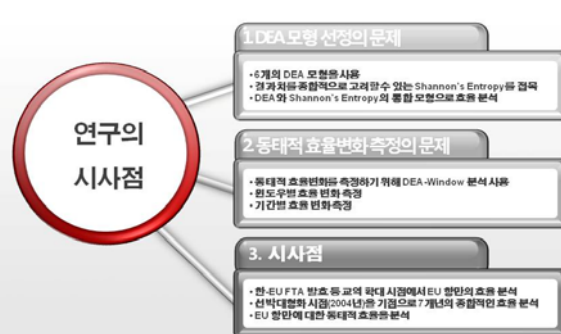 연구의
시사점
1.DEA 모형 선정의 문제
•6개의 DEA 모형을 사용
•결과치를 종합적으로 고려할수 있는 Shannon's Entropy를 접목
•DEA와 Shannon's Entropy의 통합 모형으로 효율 분석
2.동태적 효율변화 측정의 문제
•동태적 효율변화를 측정하기 위해 DEA-Window 분석 사용
•윈도우별 효율 변화 측정
•기간별 효율 변화 측정
3. 시사점
•한-EU FTA 발효 등 교역 확대 시점에서 EU 항만의 효율 분석
•선박대형화 시점(2004년)을 기점으로 7개년의 종합적인 효율 분석
•EU 항만에 대한 동태적 효율을 분석